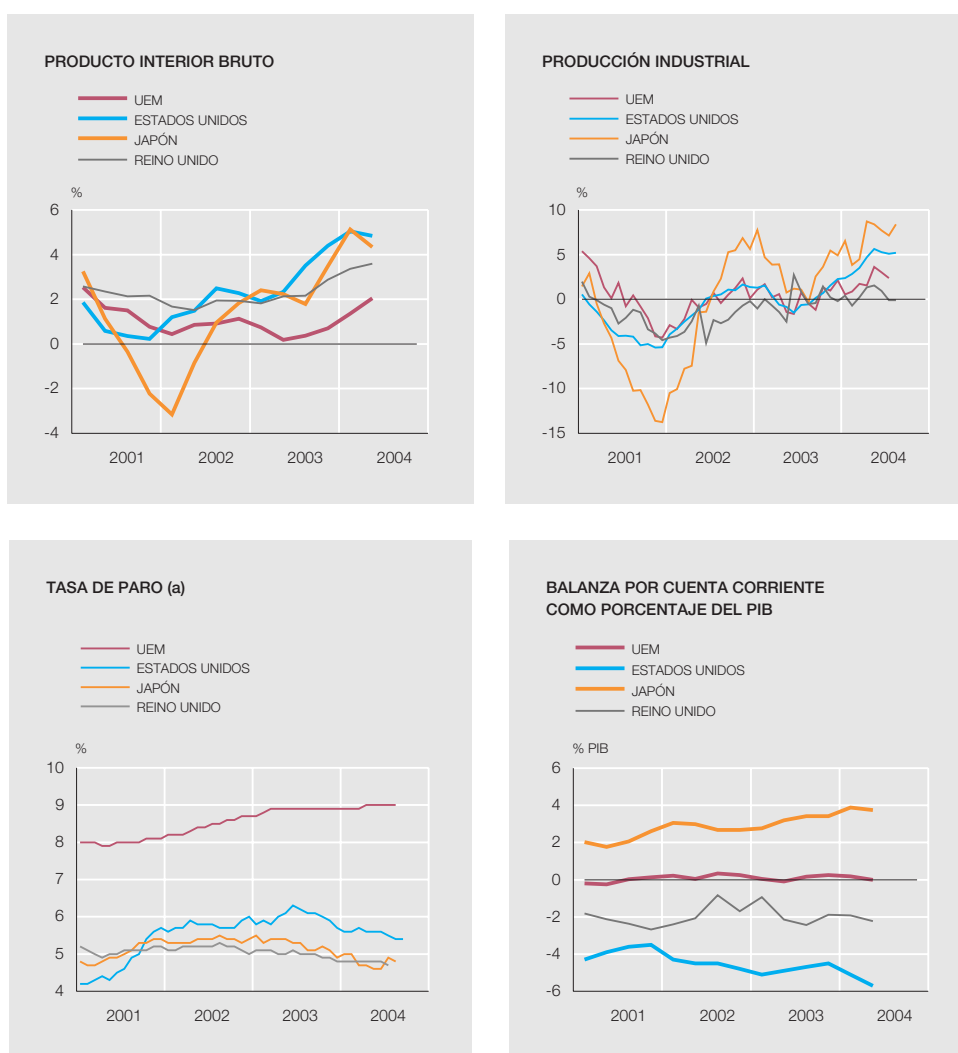 PRODUCTO INTERIOR BRUTO
UEM
ESTADOS UNIDOS
JAPÓN
REINO UNIDO
%
6
4
2
0
-2
-4
2001 2002 2003 2004
PRODUCCIÓN INDUSTRIAL
UEM
ESTADOS UNIDOS
JAPÓN
REINO UNIDO
%
10
5
0
-5
-10
-15
2001 2002 2003 2004
TASA DE PARO (a)
UEM
ESTADOS UNIDOS
JAPÓN
REINO UNIDO
%
10
9
8
7
6
5
4
2001 2002 2003 2004
BALANZA POR CUENTA CORRIENTE
COMO PORCENTAJE DEL PIB
UEM
ESTADOS UNIDOS
JAPÓN
REINO UNIDO
% PIB
6
4
2
0
-2
-4
-6
2001 2002 2003 2004